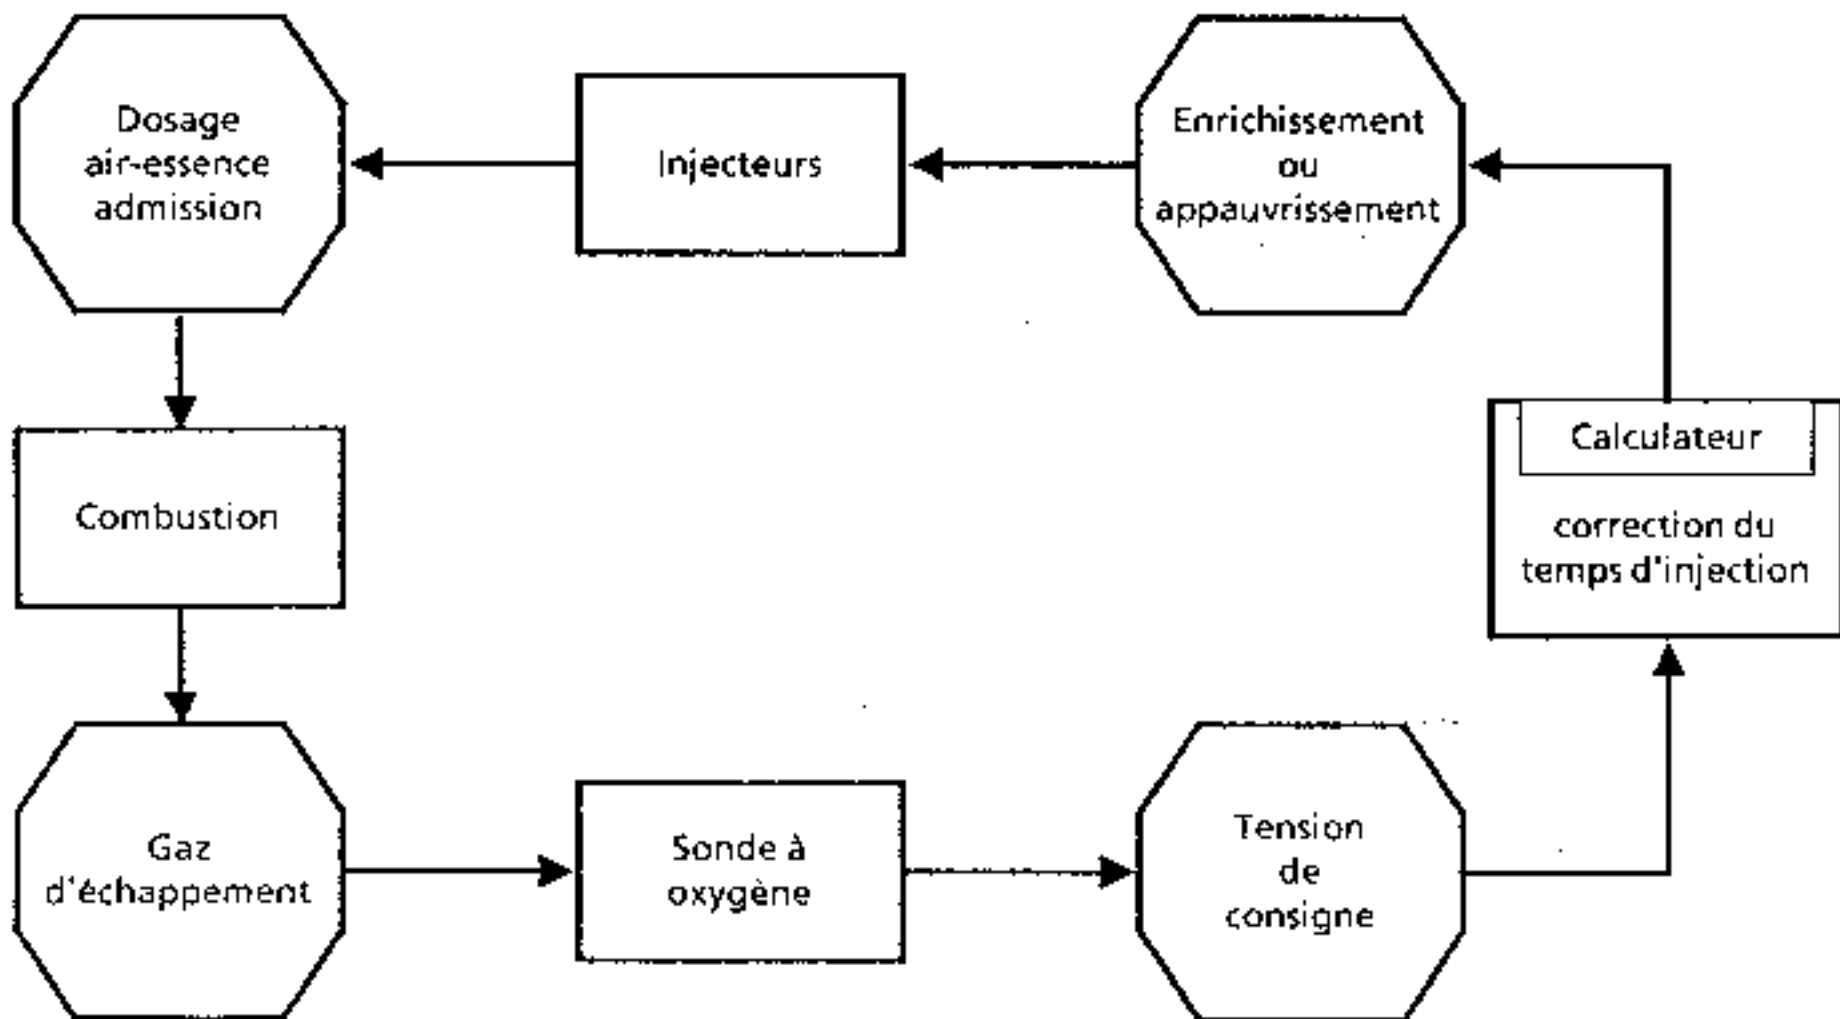 Dosage
air-essence
admission
Injecteurs
Enrichissement
ou
appauvrissement
Calculateur
correction du
temps d'injection
Combustion
Gaz
d'échappement
Sonde à
oxygène
Tension
de
consigne